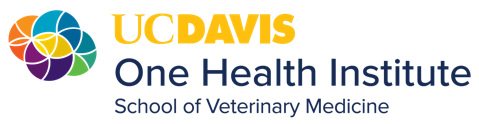 UCDAVIS
One Health Institute
School of Veterinary Medicine